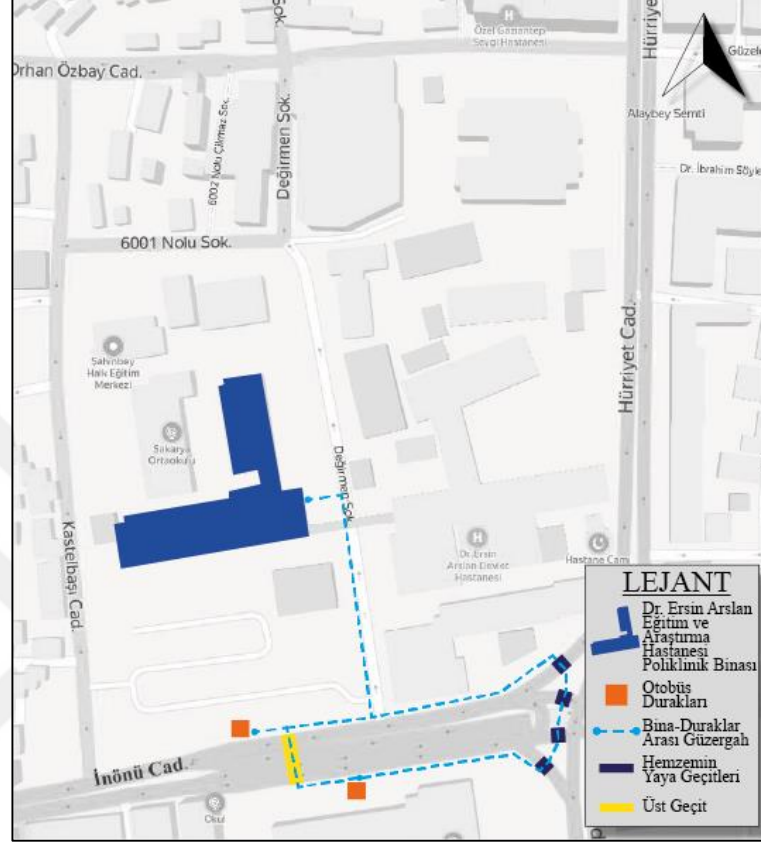 Sok.
Hürriye
Özel Gaziantep
Sevgi Hastanesi
Güzel
Orhan Özbay Cad.
6002 Nolu Çıkmaz Sok.
Değirmen Sok.
Alaybey Semti
Dr. İbrahim Söyle
6001 Nolu Sok.
Hürriyet Cad.
Şahinbey
Halk Eğitim
Merkezi
Sakarya
Ortaokulu
Değirmen Sok.
Kastelbaşı Cad.
Dr. Ersin
Arslan Devlet
Hastanesi
Hastane Cami
LEJANT
Dr. Ersin Arslan
Eğitim ve
Araştırma
Hastanesi
Poliklinik Binası
Otobüs
Durakları
Bina-Duraklar
Arası Güzergah
Hemzemin
Yaya Geçitleri
Üst Geçit
İnönü Cad.
Okul